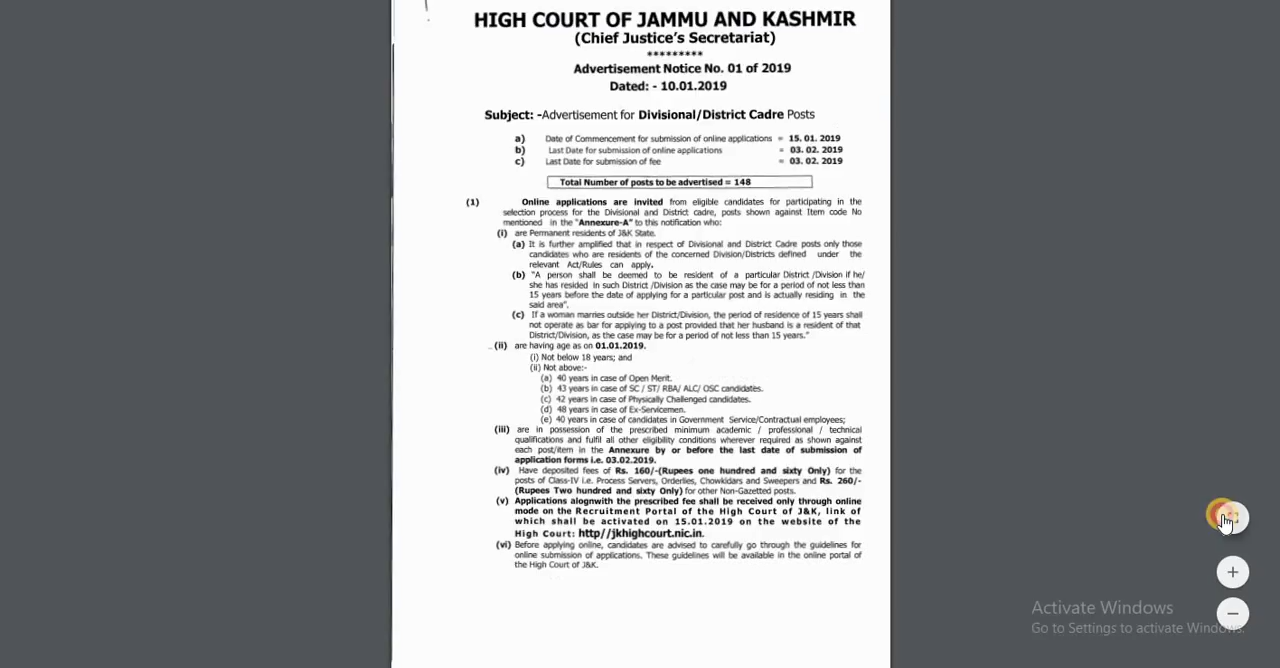 HIGH COURT OF JAMMU AND KASHMIR
(Chief Justice's Secretariat)
*********
Advertisement Notice No. 01 of 2019
Dated: - 10.01.2019
Subject: -Advertisement for Divisional/District Cadre Posts
a) Date of Commencement for submission of online applications = 15. 01. 2019
b) Last Date for submission of online applications = 03. 02. 2019
c) Last Date for submission of fee = 03. 02. 2019
Total Number of posts to be advertised = 148
(1) Online applications are invited from eligible candidates for participating in the
selection process for the Divisional and District cadre, posts shown against Item code No
mentioned in the "Annexure-A" to this notification who:
(i) are Permanent residents of J&K State.
(a) It is further amplified that in respect of Divisional and District Cadre posts only those
candidates who are residents of the concerned Division/Districts defined under the
relevant Act/Rules can apply.
(b) "A person shall be deemed to be resident of a particular District /Division if he/
she has resided in such District /Division as the case may be for a period of not less than
15 years before the date of applying for a particular post and is actually residing in the
said area".
(c) If a woman marries outside her District/Division, the period of residence of 15 years shall
not operate as bar for applying to a post provided that her husband is a resident of that
District/Division, as the case may be for a period of not less than 15 years."
(ii) are having age as on 01.01.2019.
(i) Not below 18 years; and
(ii) Not above:-
(a) 40 years in case of Open Merit.
(b) 43 years in case of SC / ST/ RBA/ ALC/ OSC candidates.
(c) 42 years in case of Physically Challenged candidates.
(d) 48 years in case of Ex-Servicemen.
(e) 40 years in case of candidates in Government Service/Contractual employees;
(iii) are in possession of the prescribed minimum academic / professional / technical
qualifications and fulfil all other eligibility conditions wherever required as shown against
each post/item in the Annexure by or before the last date of submission of
application forms i.e. 03.02.2019.
(iv) Have deposited fees of Rs. 160/-(Rupees one hundred and sixty Only) for the
posts of Class-IV i.e. Process Servers, Orderlies, Chowkidars and Sweepers and Rs. 260/-
(Rupees Two hundred and sixty Only) for other Non-Gazetted posts.
(v) Applications alognwith the prescribed fee shall be received only through online
mode on the Recruitment Portal of the High Court of J&K, link of
which shall be activated on 15.01.2019 on the website of the
High Court: http//jkhighcourt.nic.in.
(vi) Before applying online, candidates are advised to carefully go through the guidelines for
online submission of applications. These guidelines will be available in the online portal of
the High Court of J&K.
Activate Windows
Go to Settings to activate Windows.